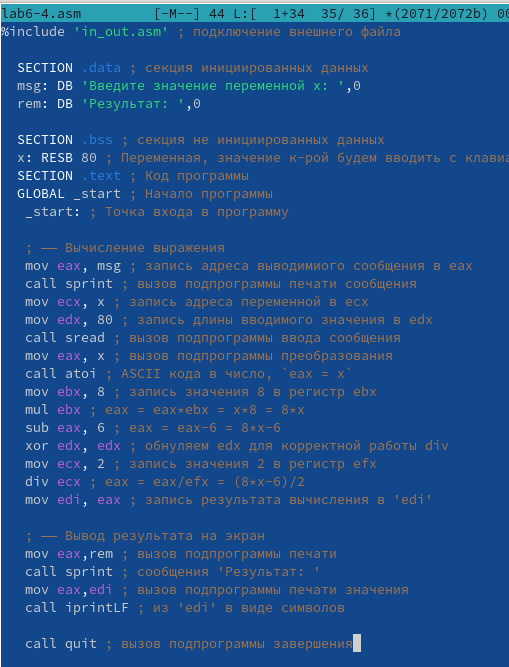 lab6-4.asm [-M--] 44 L:[ 1+34 35/ 36] *(2071/2072b) 00
%include 'in_out.asm' ; подключение внешнего файла
SECTION .data ; секция инициированных данных
msg: DB 'Введите значение переменной x: ',0
rem: DB 'Результат: ',0
SECTION .bss ; секция не инициированных данных
x: RESB 80 ; Переменная, значение к-рой будем вводить с клавиа
SECTION .text ; Код программы
GLOBAL _start ; Начало программы
_start: ; Точка входа в программу
; —— Вычисление выражения
mov eax, msg ; запись адреса выводимиого сообщения в eax
call sprint ; вызов подпрограммы печати сообщения
mov ecx, x ; запись адреса переменной в ecx
mov edx, 80 ; запись длины вводимого значения в edx
call sread ; вызов подпрограммы ввода сообщения
mov eax, x ; вызов подпрограммы преобразования
call atoi ; ASCII кода в число, `eax = x`
mov ebx, 8 ; запись значения 8 в регистр ebx
mul ebx ; eax = eax*ebx = x*8 = 8*x
sub eax, 6 ; eax = eax-6 = 8*x-6
xor edx, edx ; обнуляем edx для корректной работы div
mov ecx, 2 ; запись значения 2 в регистр efx
div ecx ; eax = eax/efx = (8*x-6)/2
mov edi, eax ; запись результата вычисления в 'edi'
; —— Вывод результата на экран
mov eax,rem ; вызов подпрограммы печати
call sprint ; сообщения 'Результат: '
mov eax,edi ; вызов подпрограммы печати значения
call iprintLF ; из 'edi' в виде символов
call quit ; вызов подпрограммы завершения